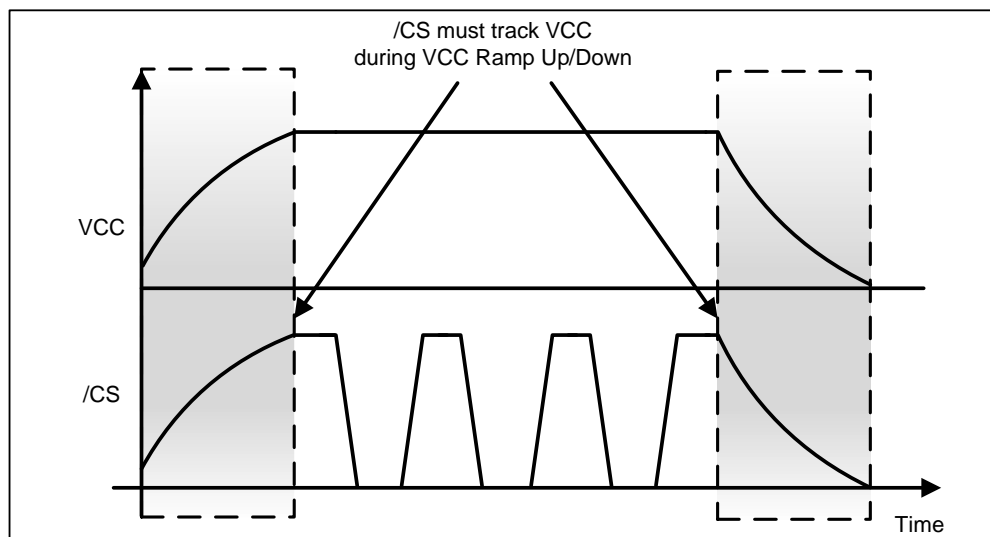 /CS must track VCC
during VCC Ramp Up/Down
VCC
/CS
Time